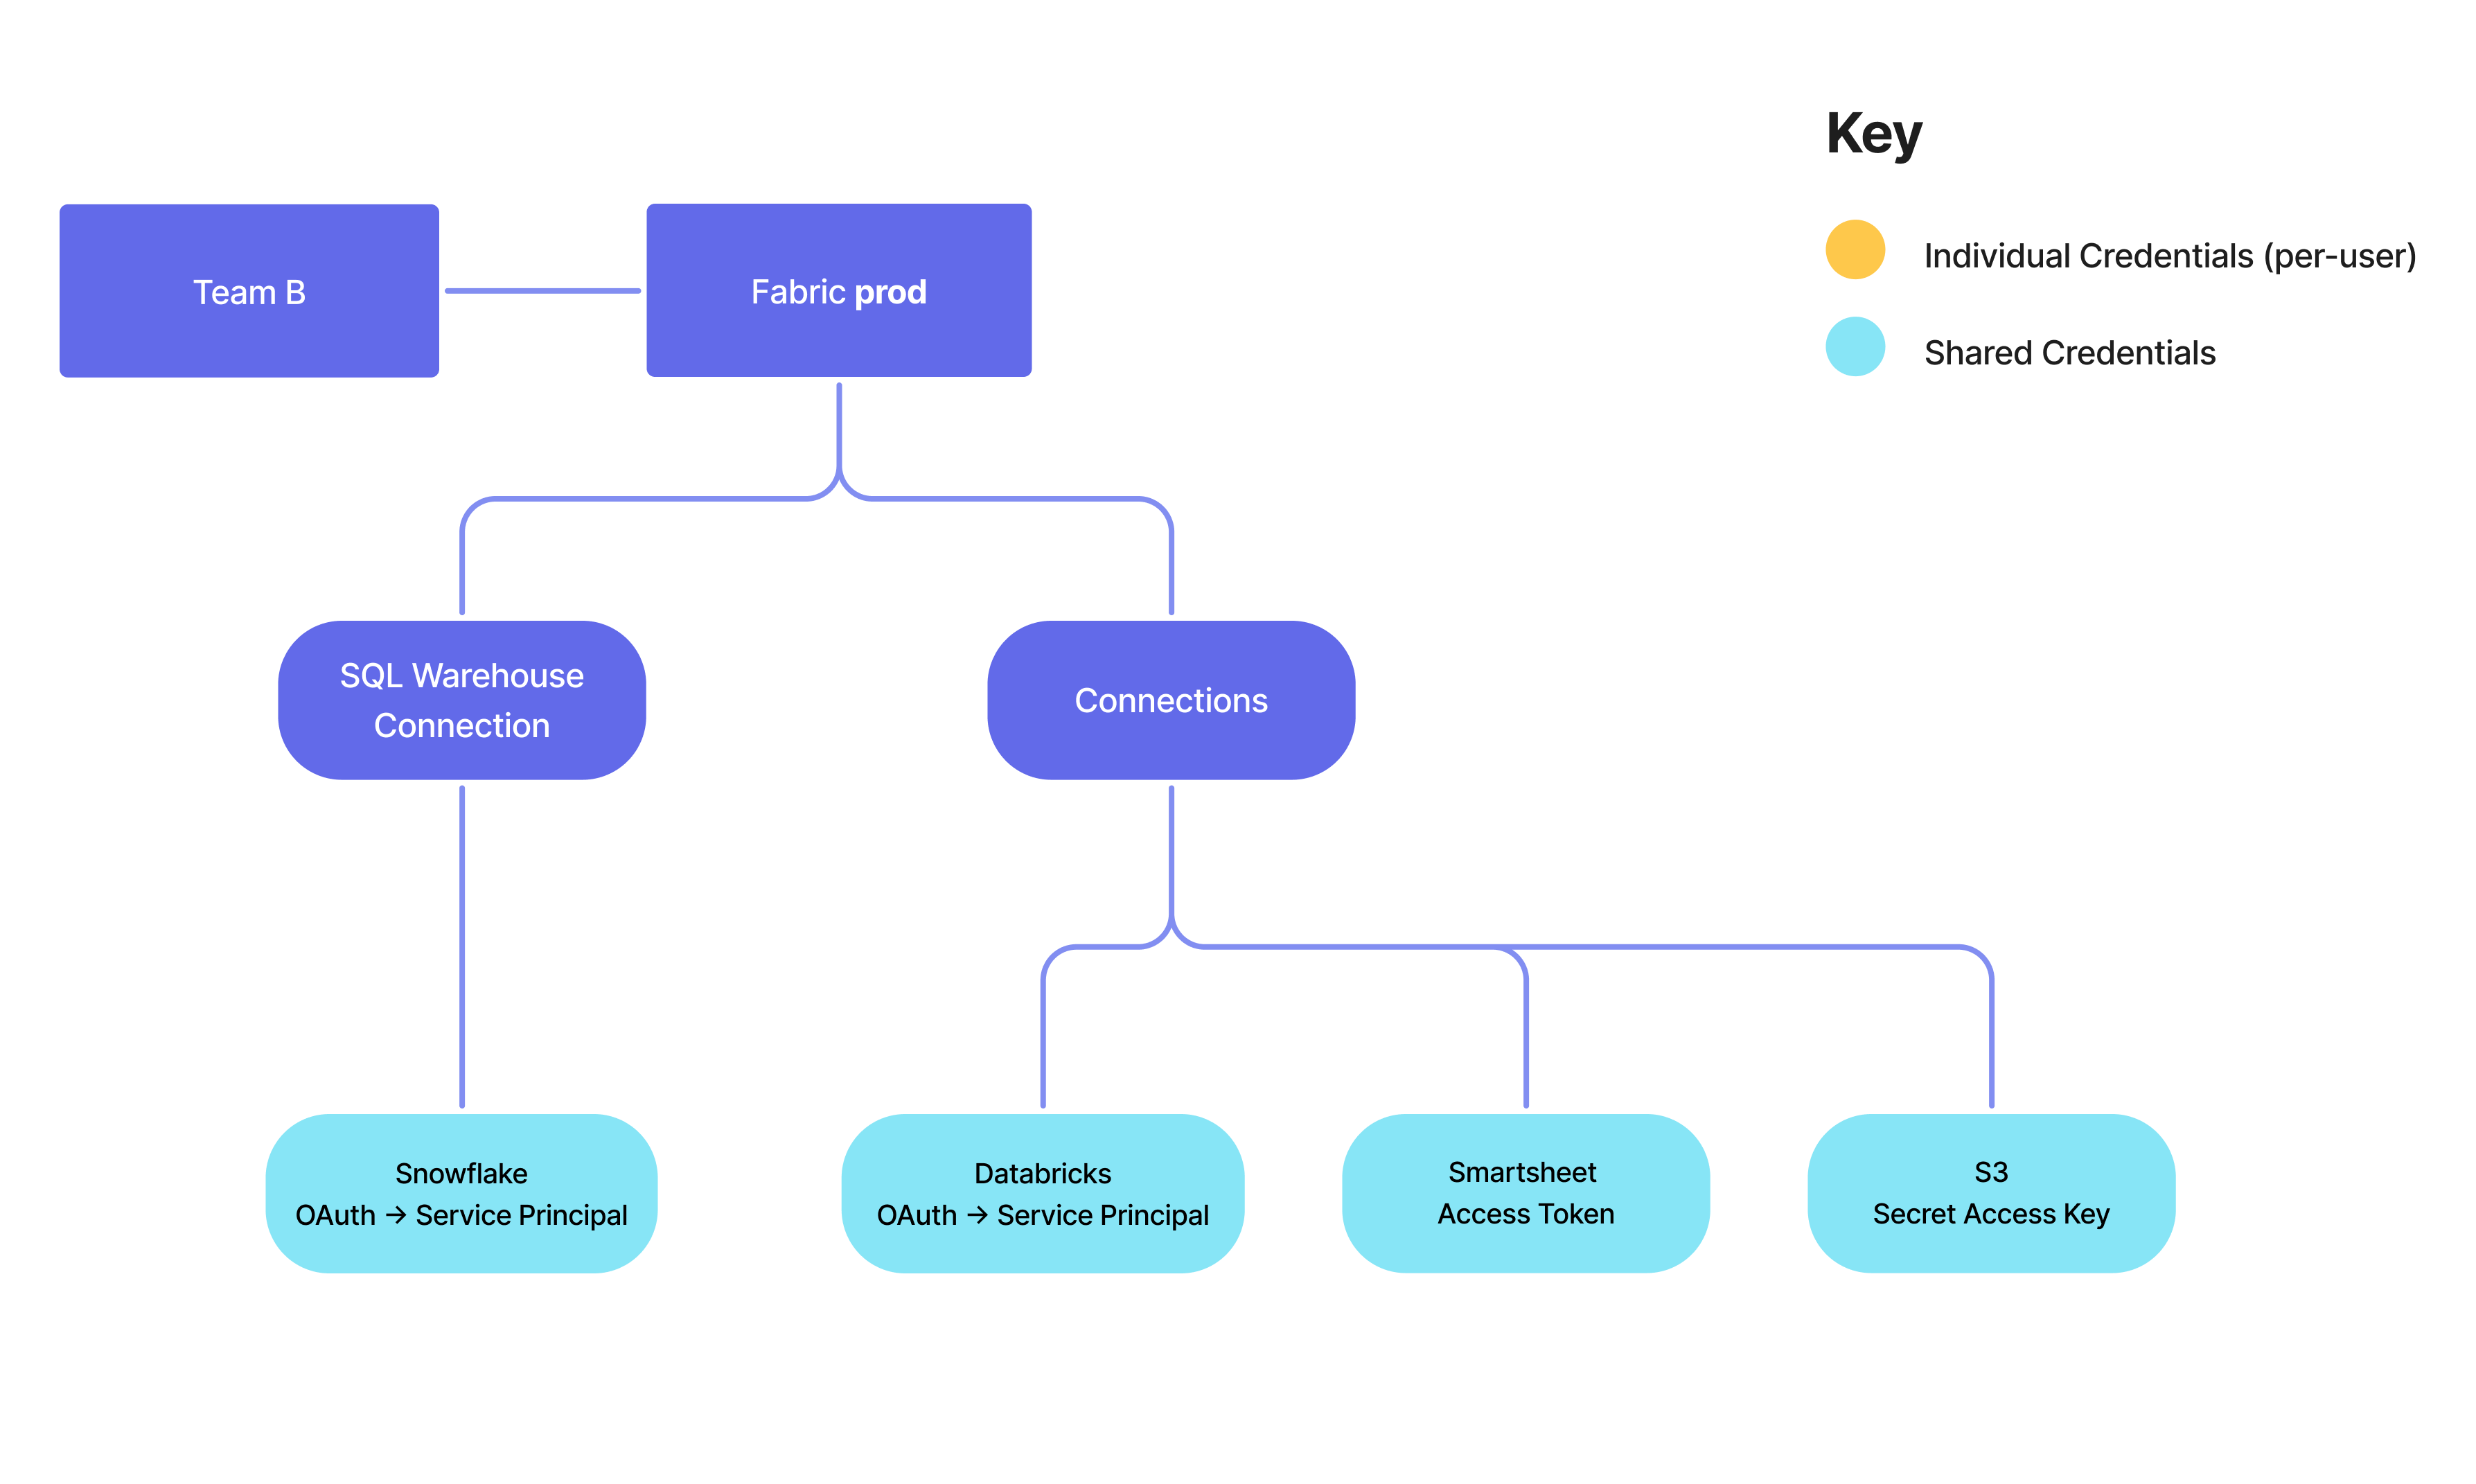 Key
Individual Credentials (per-user)
Shared Credentials
Team B
Fabric prod
SQL Warehouse
Connection
Connections
Snowflake
OAuth → Service Principal
Databricks
OAuth → Service Principal
Smartsheet
Access Token
S3
Secret Access Key